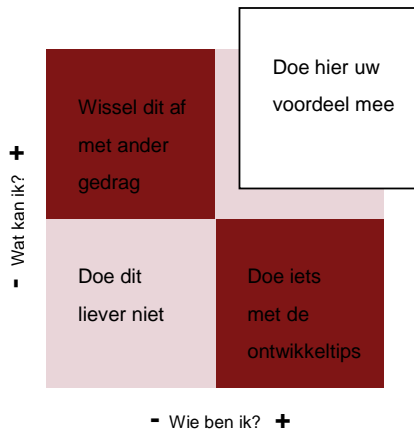 Doe hier uw
voordeel mee
Wissel dit af
met ander
gedrag
- Wat kan ik? +
Doe dit
liever niet
Doe iets
met de
ontwikkeltips
- Wie ben ik? +